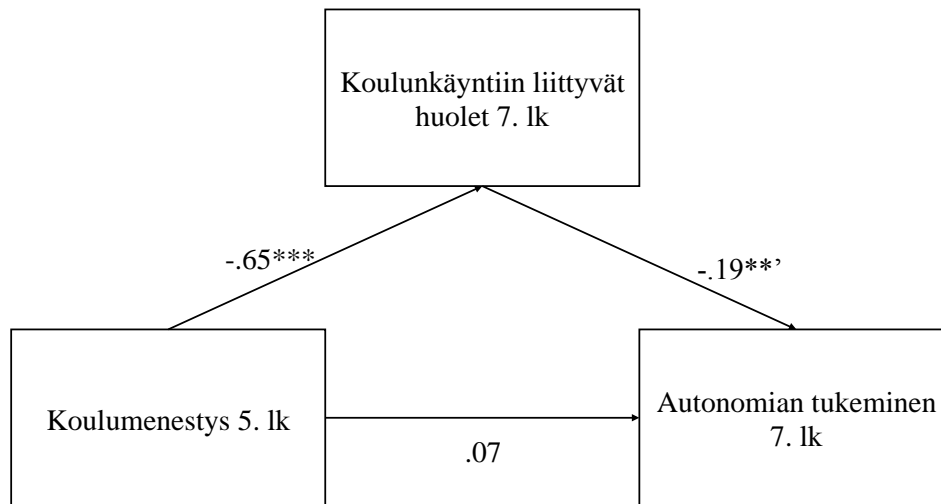 Koulunkäyntiin liittyvät
huolet 7. lk
-.65***
-.19**’
Koulumenestys 5. lk
.07
Autonomian tukeminen
7. lk